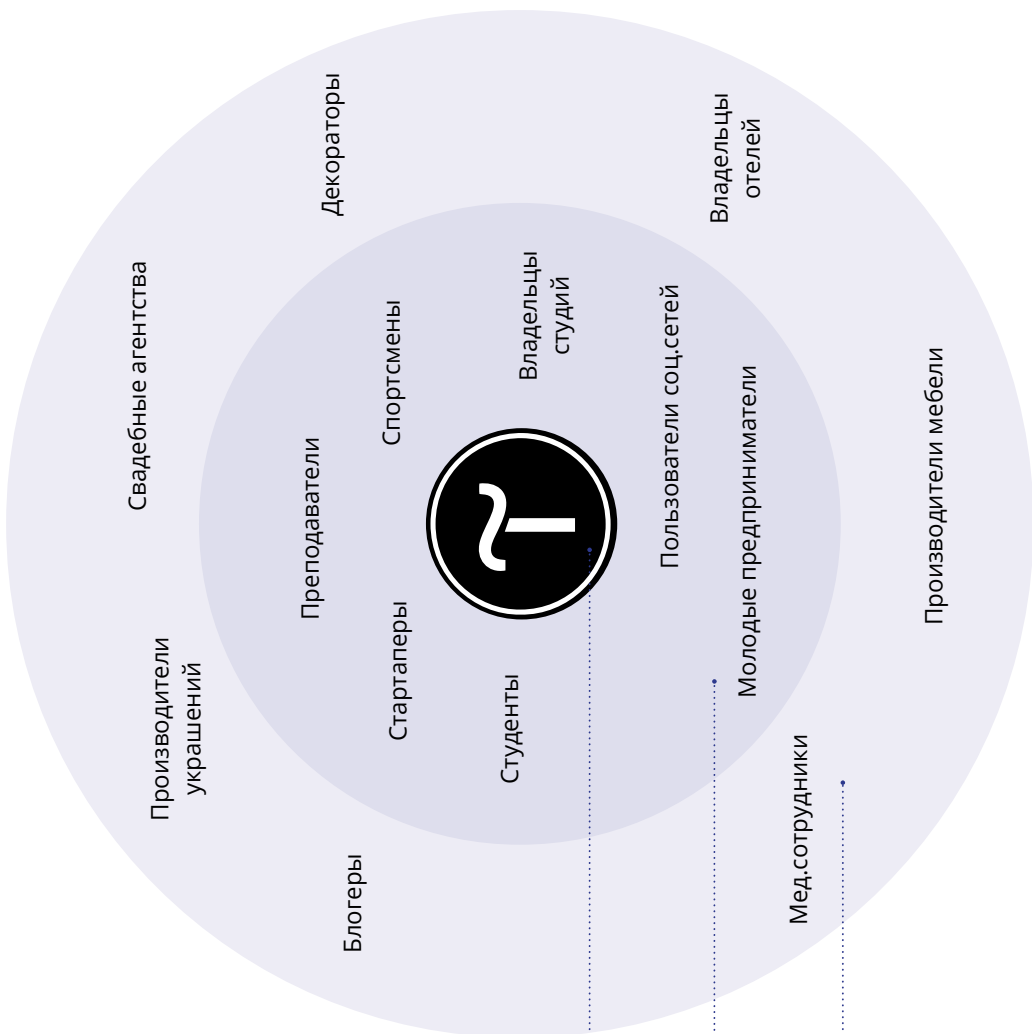 Свадебные агентства
Производители
украшений
Декораторы
Блогеры
Преподаватели
Спортсмены
Стартаперы
Владельцы
студий
Студенты
Пользователи соц.сетей
Молодые предприниматели
Владельцы
отелей
Мед.сотрудники
Производители мебели